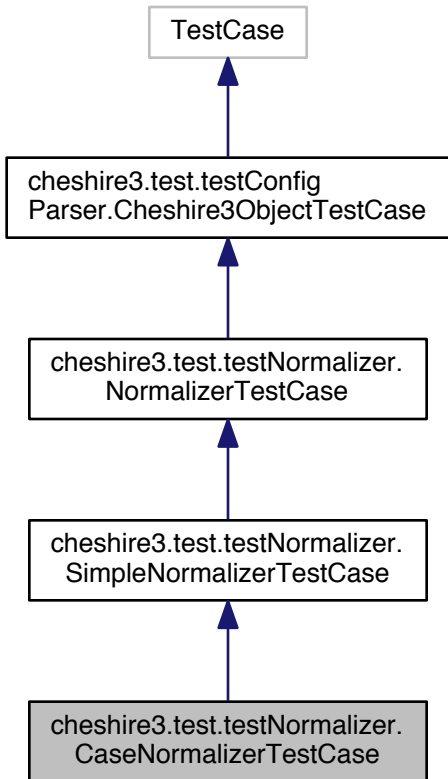 TestCase
cheshire3.test.testConfig
Parser.Cheshire3ObjectTestCase
cheshire3.test.testNormalizer.
NormalizerTestCase
cheshire3.test.testNormalizer.
SimpleNormalizerTestCase
cheshire3.test.testNormalizer.
CaseNormalizerTestCase